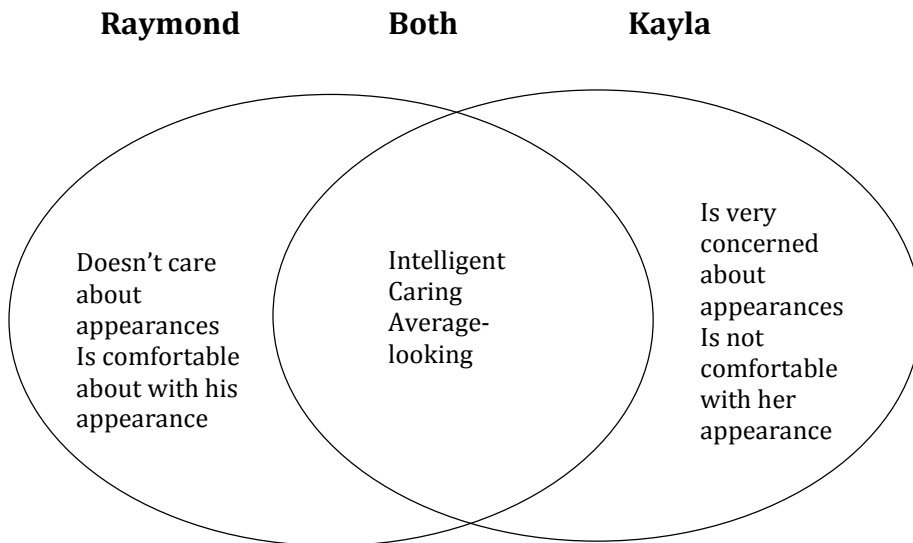 Raymond Both Kayla
Doesn’t care
about
appearances
Is comfortable
about with his
appearance
Intelligent
Caring
Average-
looking
Is very
concerned
about
appearances
Is not
comfortable
with her
appearance